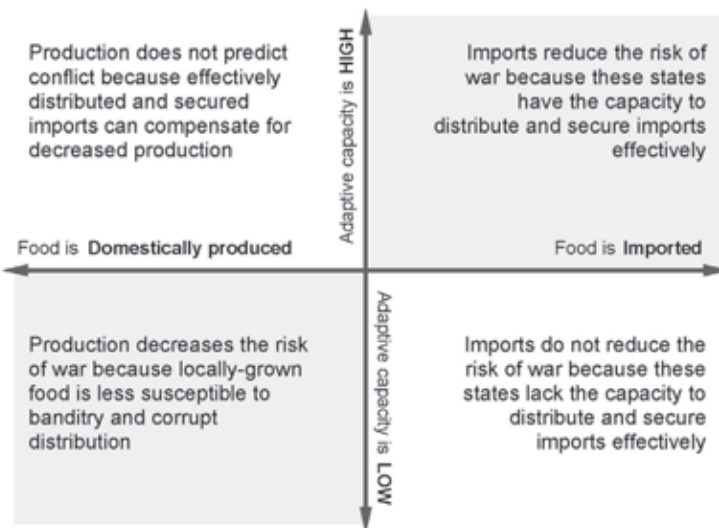 Production does not predict
conflict because effectively
distributed and secured
imports can compensate for
decreased production
Adaptive capacity is HIGH
Imports reduce the risk of
war because these states
have the capacity to
distribute and secure imports
effectively
Food is Domestically produced
Food is Imported
Production decreases the risk
of war because locally-grown
food is less susceptible to
banditry and corrupt
distribution
Adaptive capacity is LOW
Imports do not reduce the
risk of war because these
states lack the capacity to
distribute and secure
imports effectively